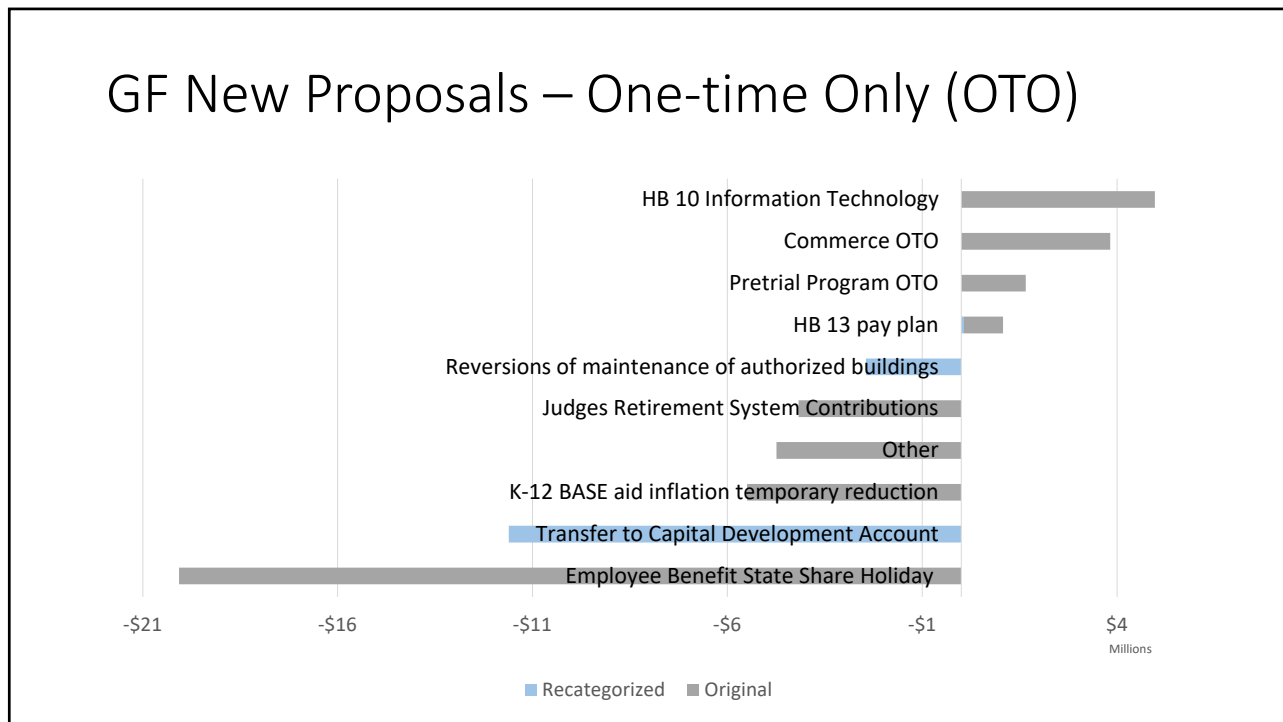 GF New Proposals – One-time Only (OTO)
HB 10 Information Technology
Commerce OTO
Pretrial Program OTO
HB 13 pay plan
Reversions of maintenance of authorized buildings
Judges Retirement System Contributions
Other
K-12 BASE aid inflation temporary reduction
Transfer to Capital Development Account
Employee Benefit State Share Holiday
-$21 -$16 -$11 -$6 -$1 $4
Millions
Recategorized Original